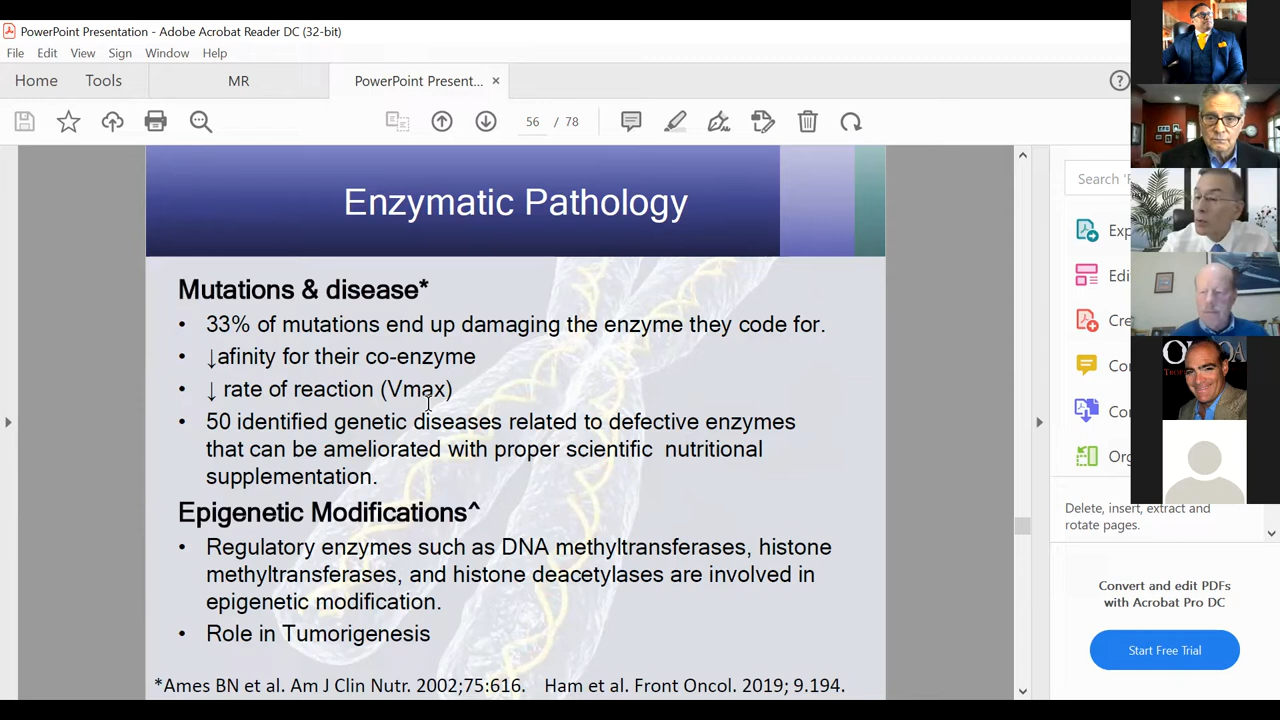 PowerPoint Presentation - Adobe Acrobat Reader DC (32-bit)
File Edit View Sign Window Help
Home Tools MR PowerPoint Present... ×
56 / 78
Enzymatic Pathology
Mutations & disease*
• 33% of mutations end up damaging the enzyme they code for.
• ↓afinity for their co-enzyme
• ↓ rate of reaction (Vmax)
• 50 identified genetic diseases related to defective enzymes
that can be ameliorated with proper scientific nutritional
supplementation.
Epigenetic Modifications^
• Regulatory enzymes such as DNA methyltransferases, histone
methyltransferases, and histone deacetylases are involved in
epigenetic modification.
• Role in Tumorigenesis
*Ames BN et al. Am J Clin Nutr. 2002;75:616. Ham et al. Front Oncol. 2019; 9.194.
Search '
Exp
Edi
Cre
Co
Co
Org
Delete, insert, extract and
rotate pages.
Convert and edit PDFs
with Acrobat Pro DC
Start Free Trial